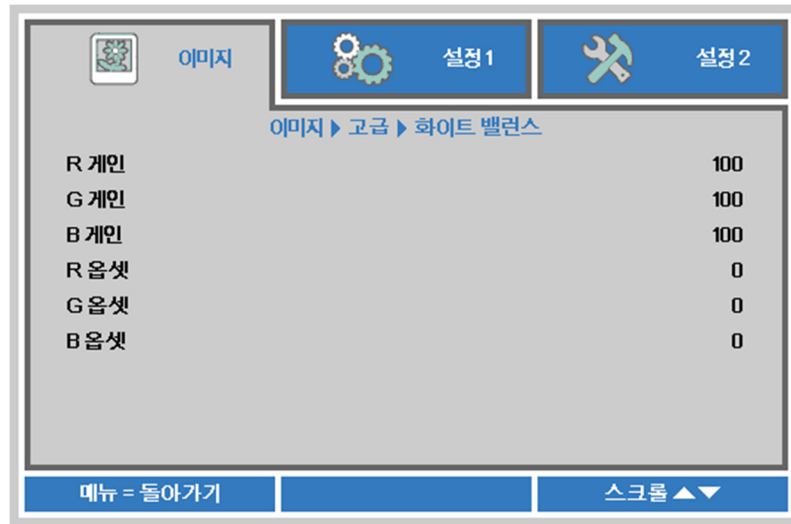 이미지
설정 1
설정 2
이미지 ▶ 고급 ▶ 화이트 밸런스
R 게인 100
G 게인 100
B 게인 100
R 옵셋 0
G 옵셋 0
B 옵셋 0
메뉴 = 돌아가기
스크롤 ▲▼